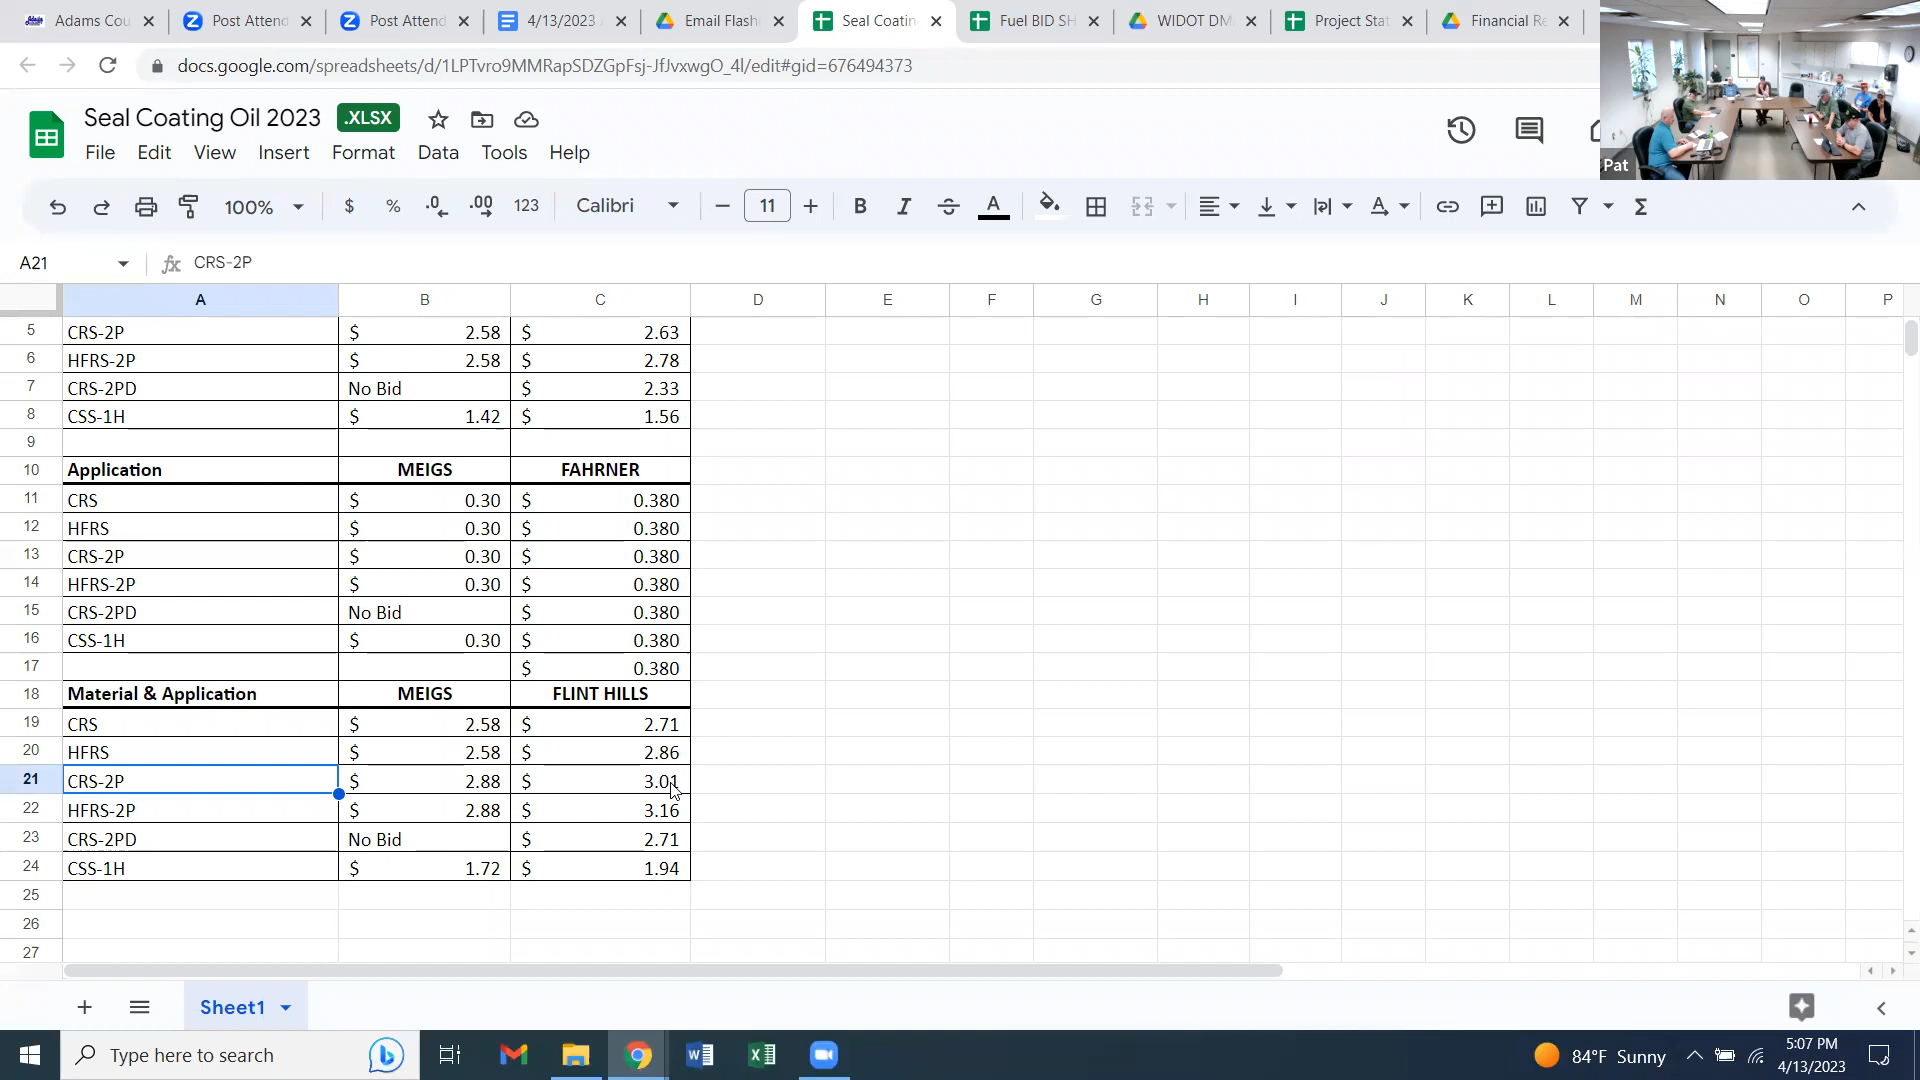 Adams Cou
Post Attend
Post Attend
4/13/2023
Email Flash
Seal Coatin
Fuel BID SH
WIDOT DM
Project Stat
Financial Re
docs.google.com/spreadsheets/d/1LPTvro9MMRapSDZGpFsj-JfJvxwgO_4l/edit#gid=676494373
Seal Coating Oil 2023 .XLSX
File Edit View Insert Format Data Tools Help
Pat
100% $ % .0 .00 123 Calibri 11 B I S A
A21 fx CRS-2P
A B C D E F G H I J K L M N O P
5 CRS-2P $ 2.58 $ 2.63
6 HFRS-2P $ 2.58 $ 2.78
7 CRS-2PD No Bid $ 2.33
8 CSS-1H $ 1.42 $ 1.56
9
10 Application MEIGS FAHRNER
11 CRS $ 0.30 $ 0.380
12 HFRS $ 0.30 $ 0.380
13 CRS-2P $ 0.30 $ 0.380
14 HFRS-2P $ 0.30 $ 0.380
15 CRS-2PD No Bid $ 0.380
16 CSS-1H $ 0.30 $ 0.380
17 $ 0.380
18 Material & Application MEIGS FLINT HILLS
19 CRS $ 2.58 $ 2.71
20 HFRS $ 2.58 $ 2.86
21 CRS-2P $ 2.88 $ 3.01
22 HFRS-2P $ 2.88 $ 3.16
23 CRS-2PD No Bid $ 2.71
24 CSS-1H $ 1.72 $ 1.94
25
26
27
Sheet1
Type here to search
84°F Sunny
5:07 PM
4/13/2023